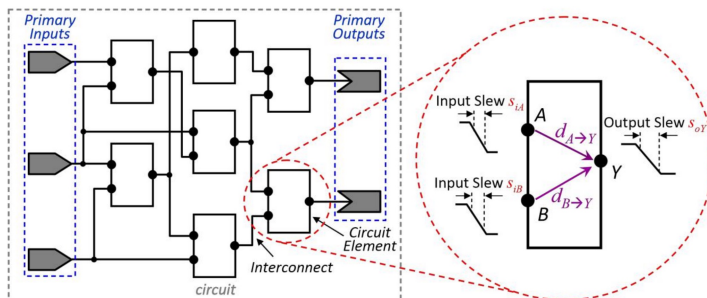 Primary
Inputs
Primary
Outputs
Circuit
Element
Interconnect
circuit
Input Slew s_iA
A
d_A→Y
Output Slew s_oY
Y
Input Slew s_iB
B
d_B→Y